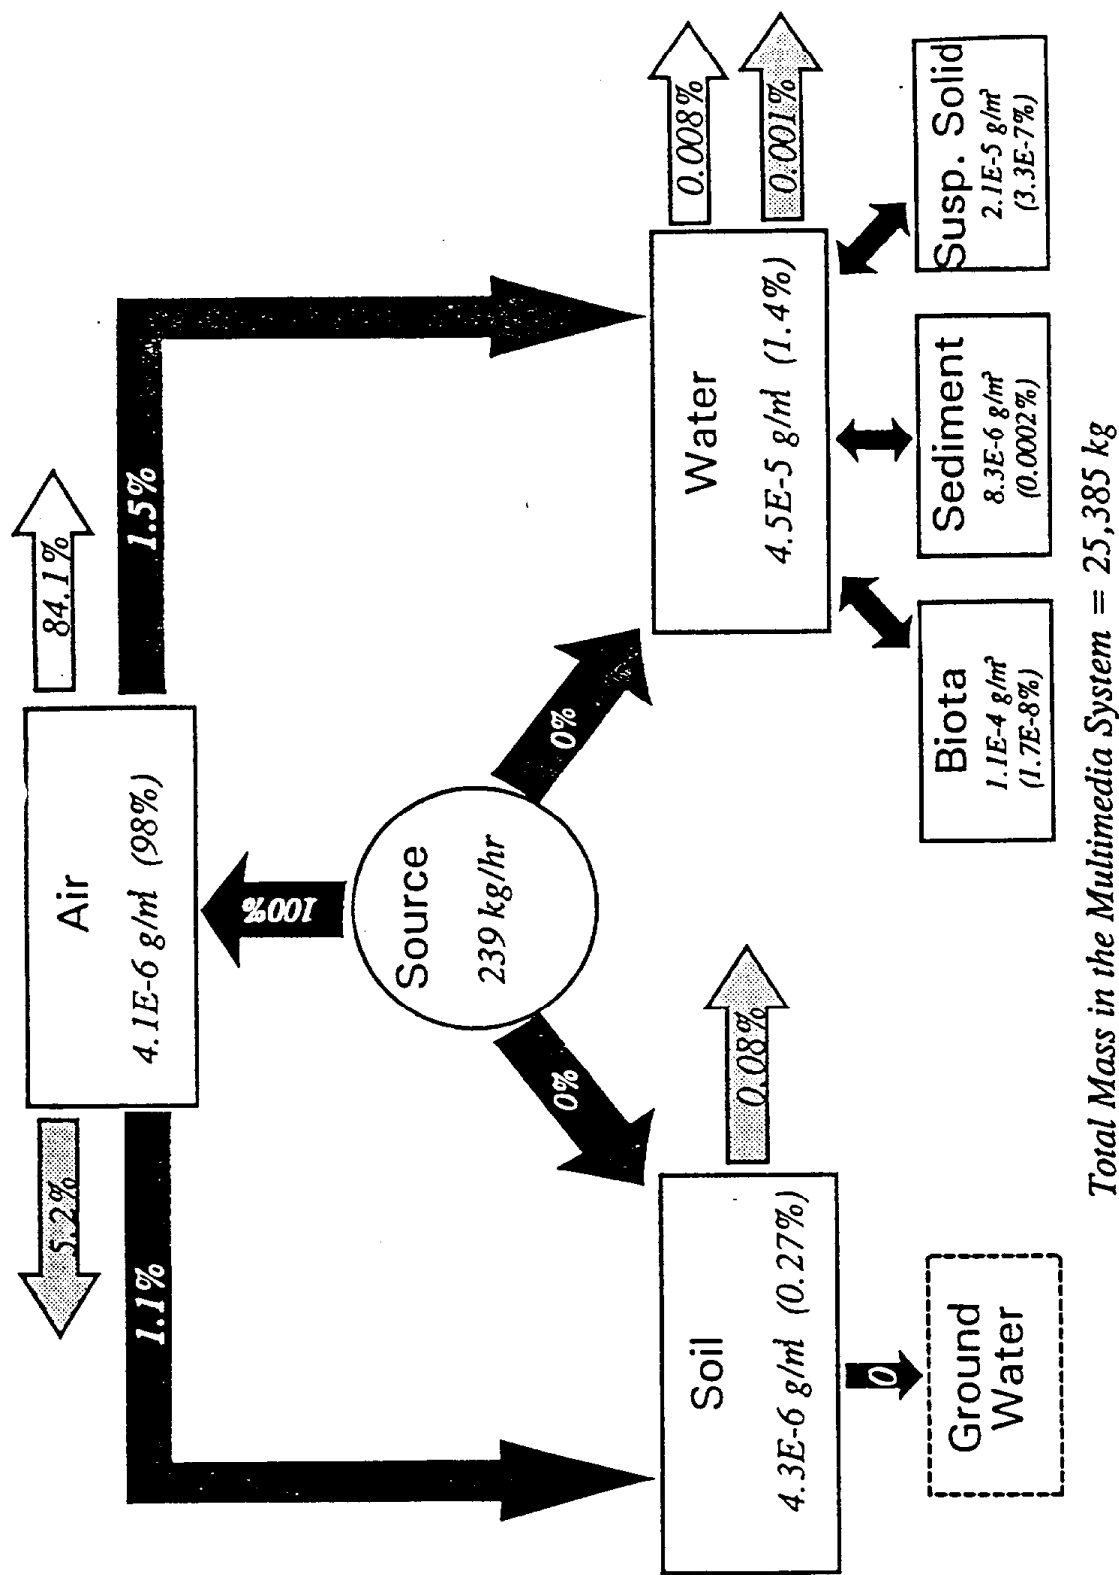 Air
4.1E-6 g/m³ (98%)
5.2%
84.1%
1.1%
1.5%
100%
Source
239 kg/hr
0%
0%
Soil
4.3E-6 g/m³ (0.27%)
0.08%
0
Ground
Water
Water
4.5E-5 g/m³ (1.4%)
0.008%
0.001%
Biota
1.1E-4 g/m³
(1.7E-8%)
Sediment
8.3E-6 g/m³
(0.0002%)
Susp. Solid
2.1E-5 g/m³
(3.3E-7%)
Total Mass in the Multimedia System = 25,385 kg